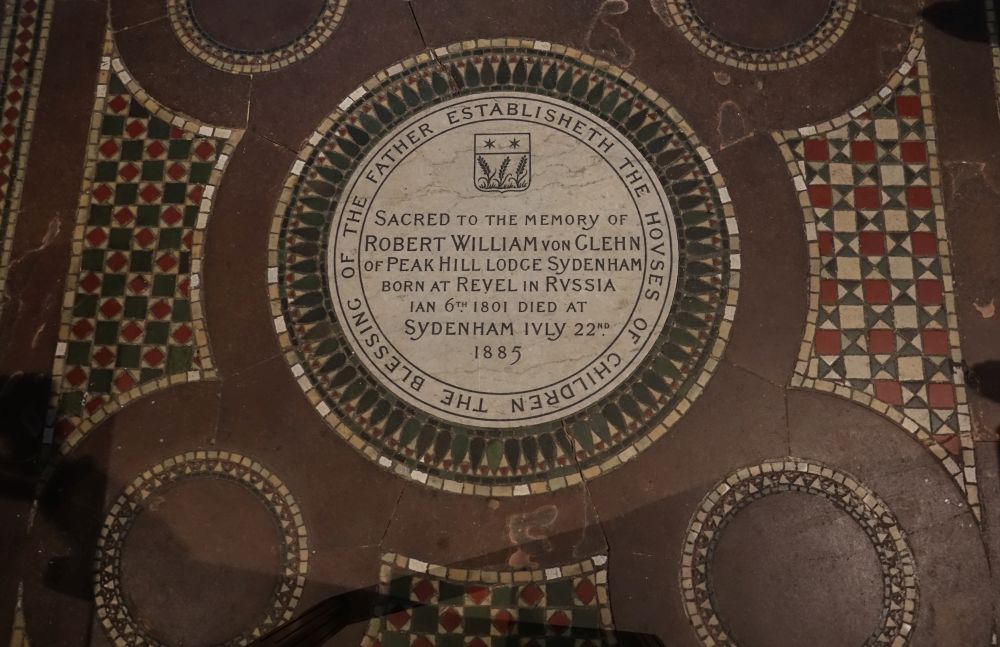 THE BLESSING OF THE FATHER ESTABLISHETH THE HOVSES OF CHILDREN
SACRED TO THE MEMORY OF
ROBERT WILLIAM VON GLEHN
OF PEAK HILL LODGE SYDENHAM
BORN AT REVEL IN RVSSIA
IAN 6TH 1801 DIED AT
SYDENHAM IVLY 22ND
1885